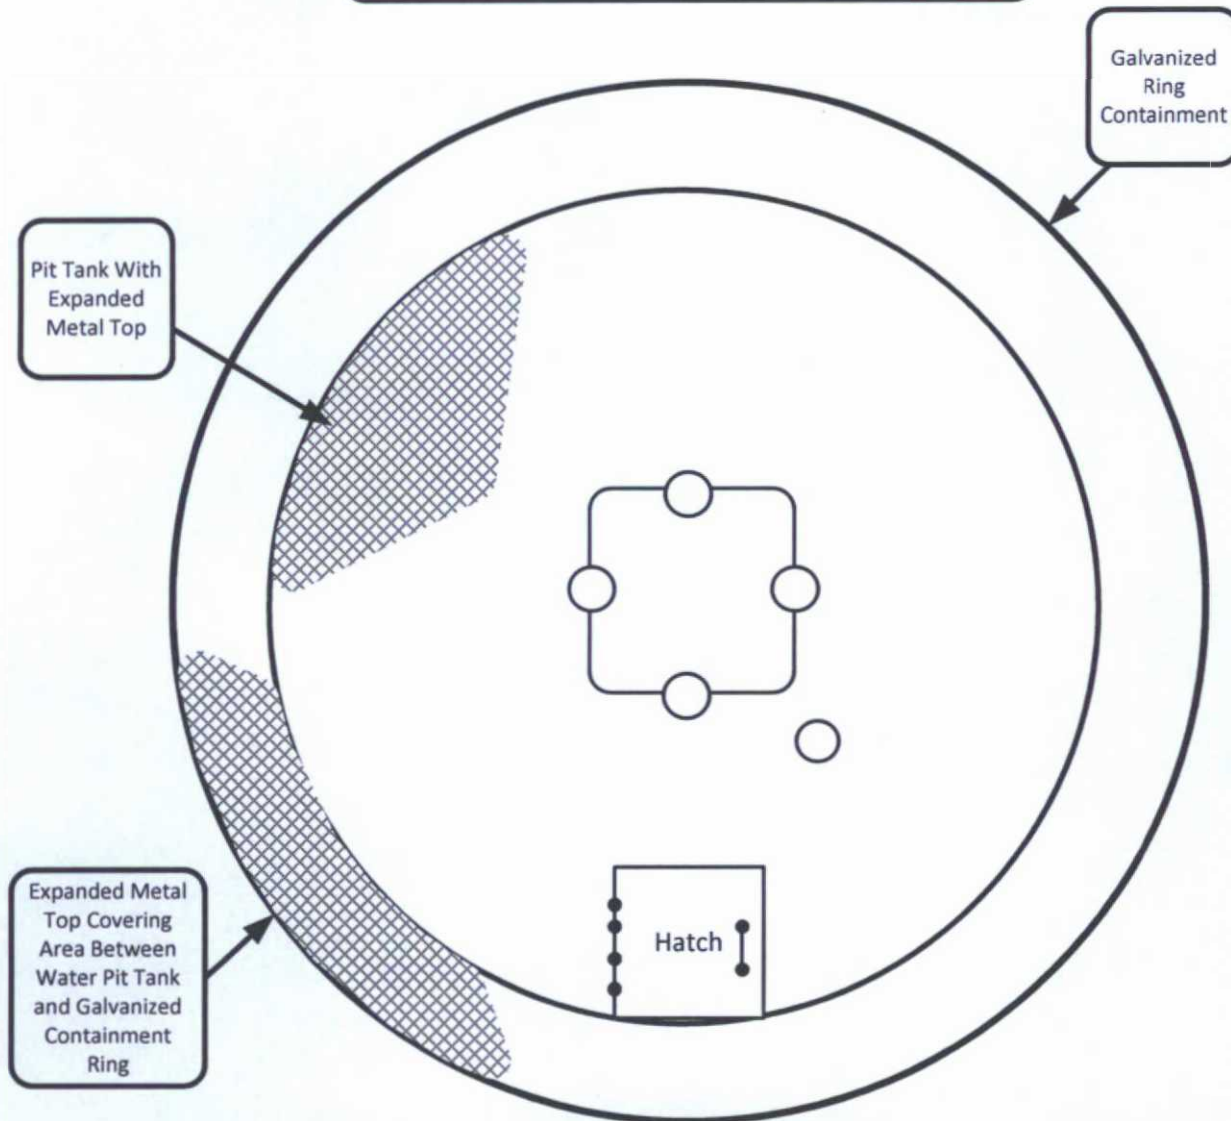 Galvanized
Ring
Containment
Pit Tank With
Expanded
Metal Top
Expanded Metal
Top Covering
Area Between
Water Pit Tank
and Galvanized
Containment
Ring
Hatch